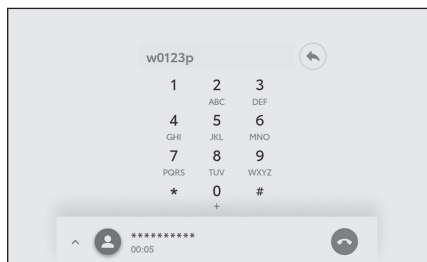 w0123p
1 2 3
ABC DEF
4 5 6
GHI JKL MNO
7 8 9
PQRS TUV WXYZ
* 0 #
+
**********
00:05